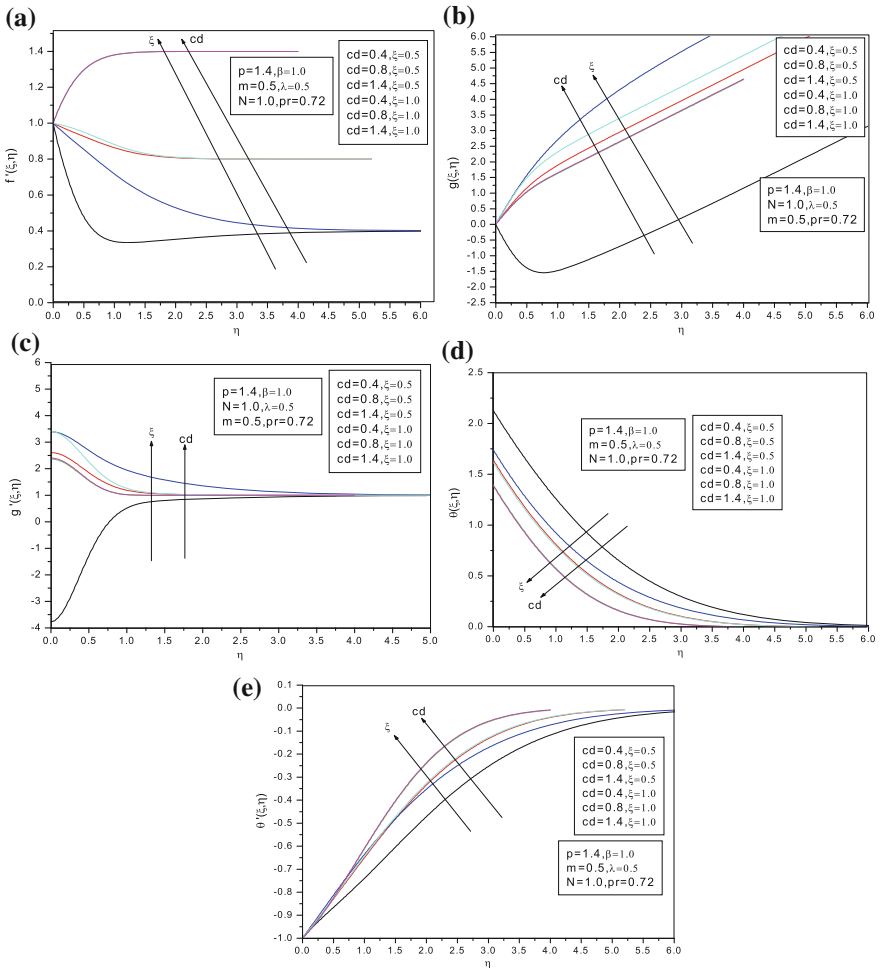 (a)
1.4
1.2
1.0
0.8
0.6
0.4
0.2
0.0
f '(ξ,η)
ξ
cd
p=1.4,β=1.0
m=0.5,λ=0.5
N=1.0,pr=0.72
cd=0.4,ξ=0.5
cd=0.8,ξ=0.5
cd=1.4,ξ=0.5
cd=0.4,ξ=1.0
cd=0.8,ξ=1.0
cd=1.4,ξ=1.0
0.0 0.5 1.0 1.5 2.0 2.5 3.0 3.5 4.0 4.5 5.0 5.5 6.0
η
(b)
6.0
5.5
5.0
4.5
4.0
3.5
3.0
2.5
2.0
1.5
1.0
0.5
0.0
-0.5
-1.0
-1.5
-2.0
-2.5
g(ξ,η)
cd
ξ
cd=0.4,ξ=0.5
cd=0.8,ξ=0.5
cd=1.4,ξ=0.5
cd=0.4,ξ=1.0
cd=0.8,ξ=1.0
cd=1.4,ξ=1.0
p=1.4,β=1.0
N=1.0,λ=0.5
m=0.5,pr=0.72
0.0 0.5 1.0 1.5 2.0 2.5 3.0 3.5 4.0 4.5 5.0 5.5 6.0
η
(c)
6
5
4
3
2
1
0
-1
-2
-3
-4
g '(ξ,η)
ξ
cd
p=1.4,β=1.0
N=1.0,λ=0.5
m=0.5,pr=0.72
cd=0.4,ξ=0.5
cd=0.8,ξ=0.5
cd=1.4,ξ=0.5
cd=0.4,ξ=1.0
cd=0.8,ξ=1.0
cd=1.4,ξ=1.0
0.0 0.5 1.0 1.5 2.0 2.5 3.0 3.5 4.0 4.5 5.0
η
(d)
2.5
2.0
1.5
1.0
0.5
0.0
θ(ξ,η)
p=1.4,β=1.0
m=0.5,λ=0.5
N=1.0,pr=0.72
cd=0.4,ξ=0.5
cd=0.8,ξ=0.5
cd=1.4,ξ=0.5
cd=0.4,ξ=1.0
cd=0.8,ξ=1.0
cd=1.4,ξ=1.0
ξ
cd
0.0 0.5 1.0 1.5 2.0 2.5 3.0 3.5 4.0 4.5 5.0 5.5 6.0
η
(e)
0.1
0.0
-0.1
-0.2
-0.3
-0.4
-0.5
-0.6
-0.7
-0.8
-0.9
-1.0
θ '(ξ,η)
ξ
cd
cd=0.4,ξ=0.5
cd=0.8,ξ=0.5
cd=1.4,ξ=0.5
cd=0.4,ξ=1.0
cd=0.8,ξ=1.0
cd=1.4,ξ=1.0
p=1.4,β=1.0
m=0.5,λ=0.5
N=1.0,pr=0.72
0.0 0.5 1.0 1.5 2.0 2.5 3.0 3.5 4.0 4.5 5.0 5.5 6.0
η